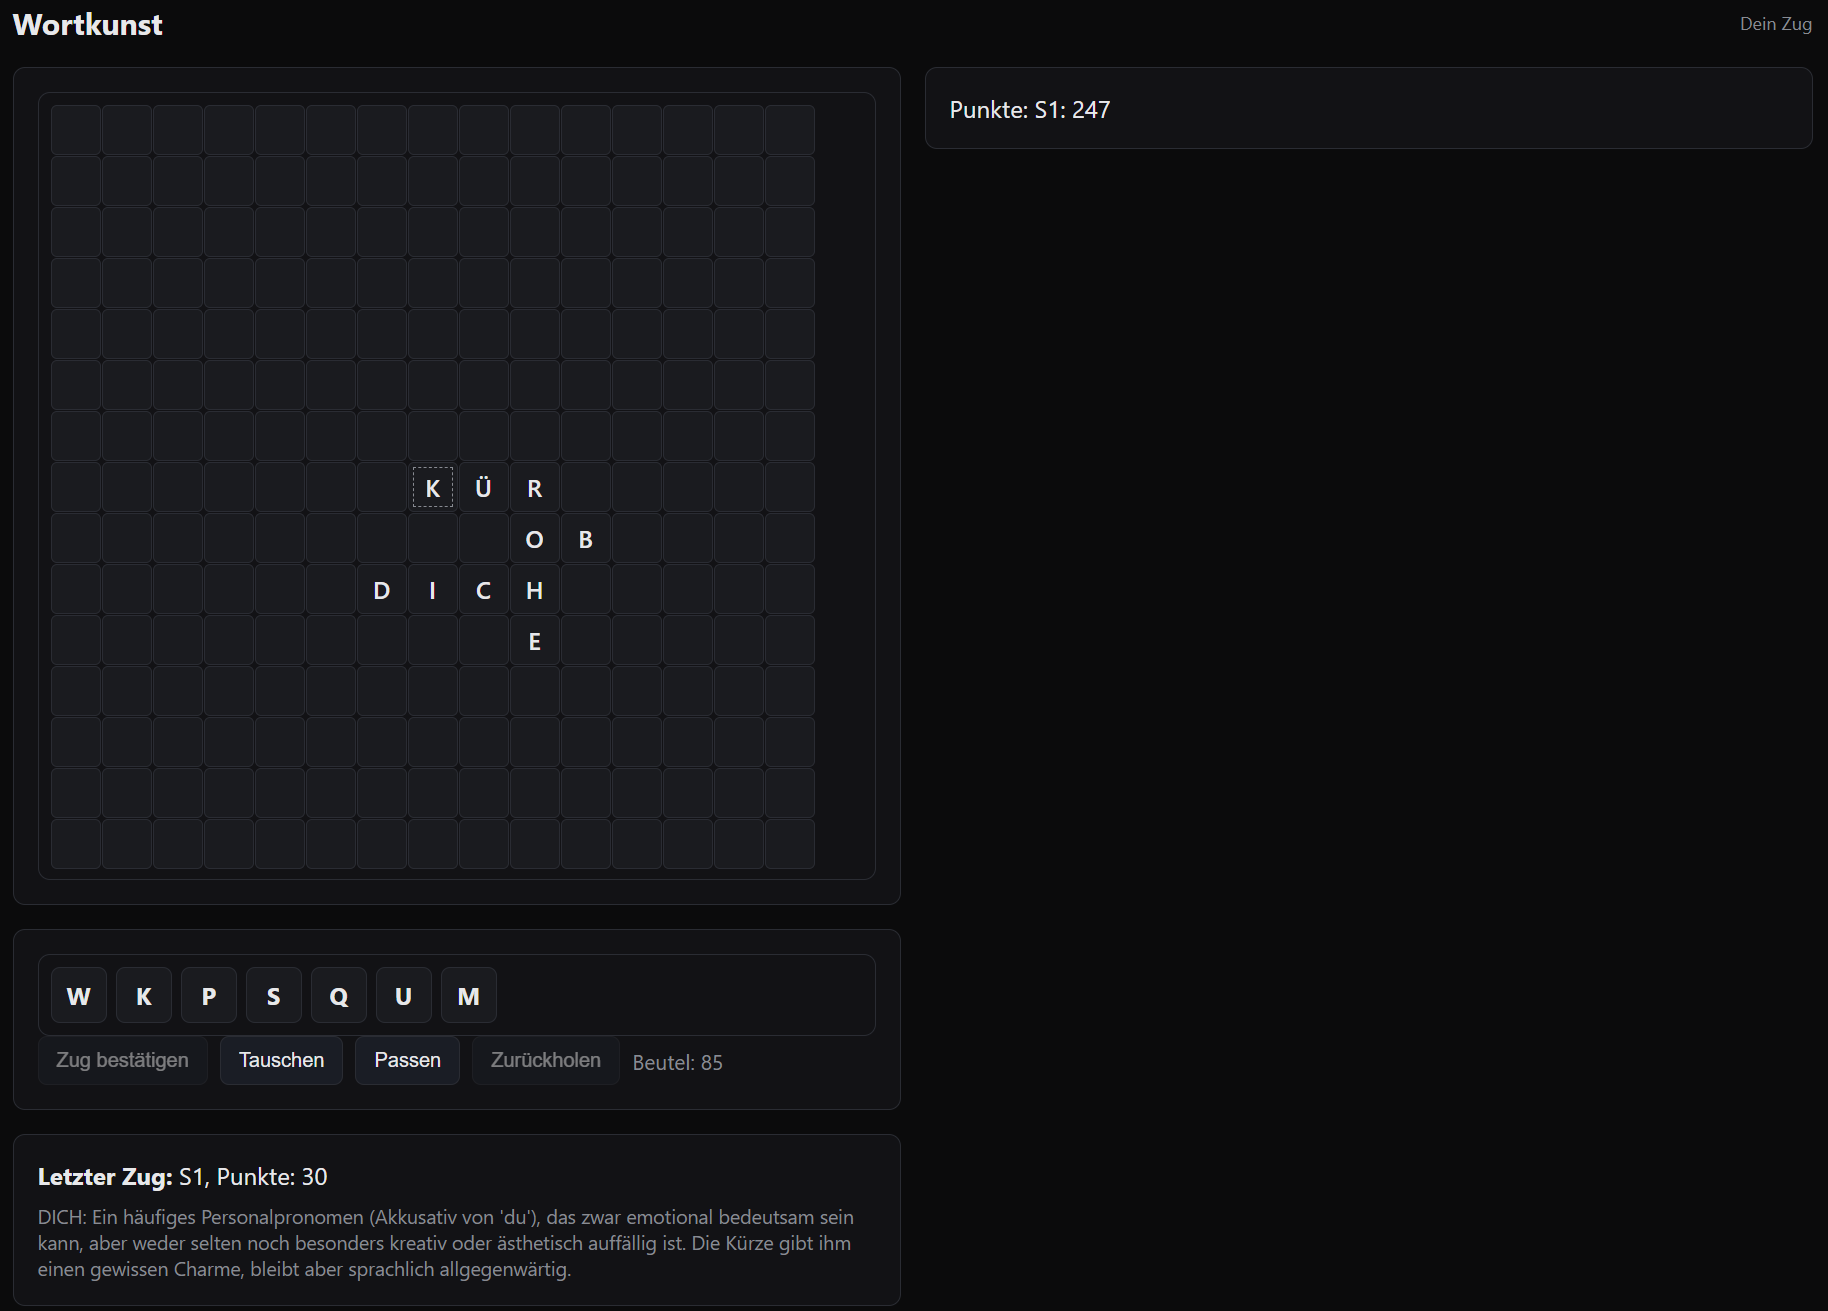 Wortkunst
Dein Zug
Punkte: S1: 247
K Ü R
O B
D I C H
E
W K P S Q U M
Zug bestätigen Tauschen Passen Zurückholen Beutel: 85
Letzter Zug: S1, Punkte: 30
DICH: Ein häufiges Personalpronomen (Akkusativ von 'du'), das zwar emotional bedeutsam sein
kann, aber weder selten noch besonders kreativ oder ästhetisch auffällig ist. Die Kürze gibt ihm
einen gewissen Charme, bleibt aber sprachlich allgegenwärtig.